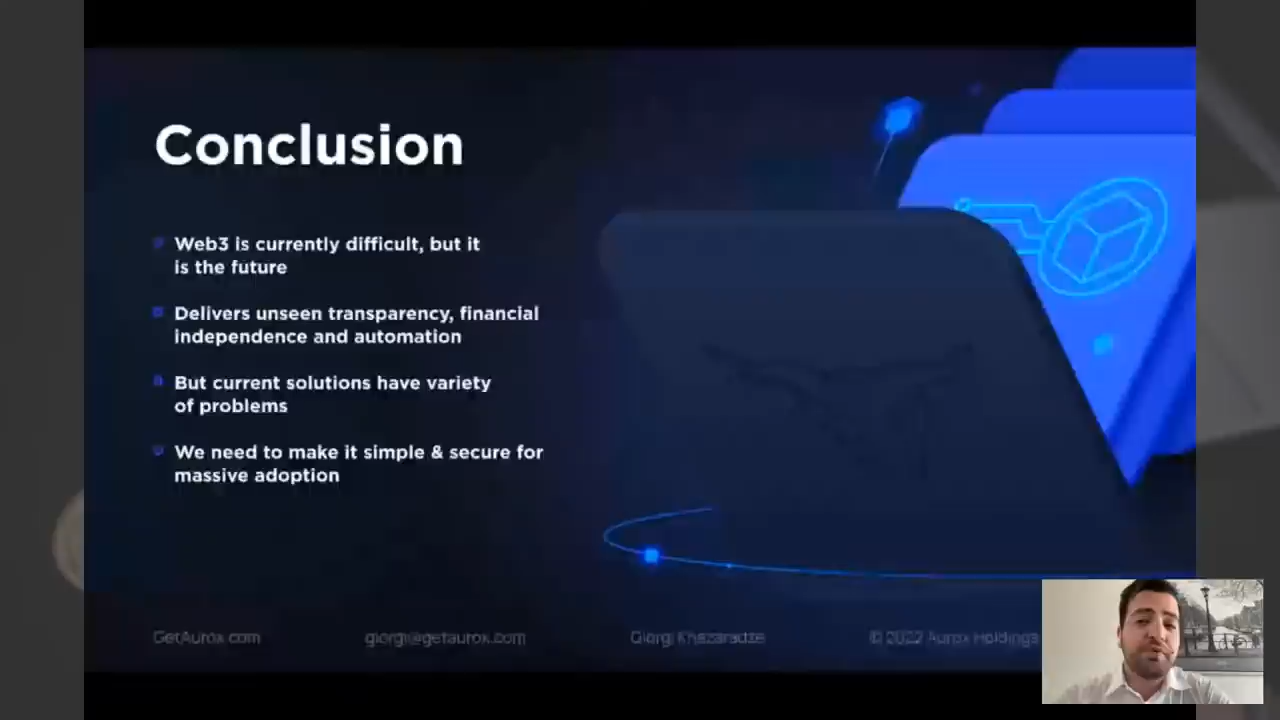 Conclusion
Web3 is currently difficult, but it
is the future
Delivers unseen transparency, financial
independence and automation
But current solutions have variety
of problems
We need to make it simple & secure for
massive adoption
GetAurox.com
giorgi@getaurox.com
Giorgi Khazaradze
© 2022 Aurox Holdings